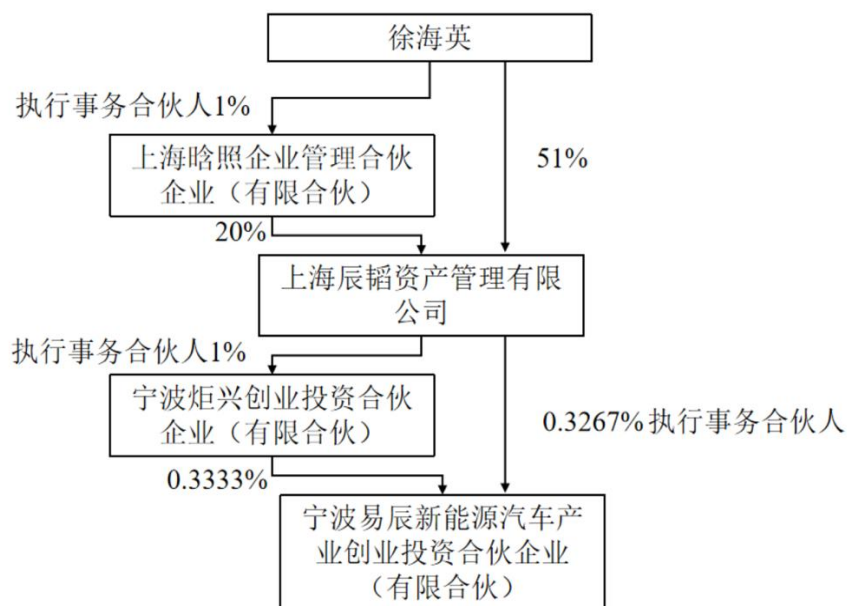 徐海英
执行事务合伙人1%
上海晗照企业管理合伙
企业（有限合伙）
51%
20%
上海辰韬资产管理有限
公司
执行事务合伙人1%
宁波炬兴创业投资合伙
企业（有限合伙）
0.3267%执行事务合伙人
0.3333%
宁波易辰新能源汽车产
业创业投资合伙企业
（有限合伙）